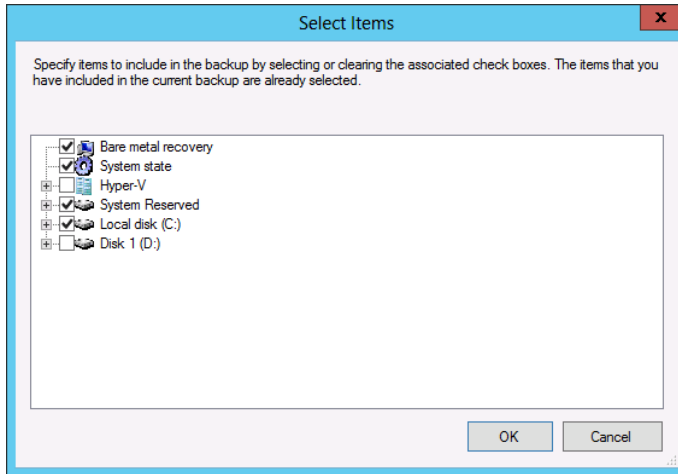 Select Items
x
Specify items to include in the backup by selecting or clearing the associated check boxes. The items that you
have included in the current backup are already selected.
Bare metal recovery
System state
Hyper-V
System Reserved
Local disk (C:)
Disk 1 (D:)
OK Cancel